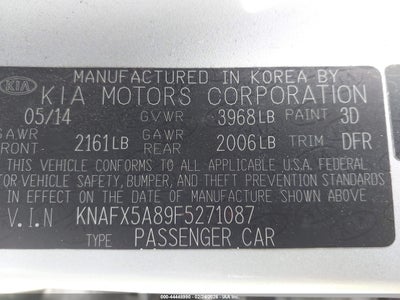 MANUFACTURED IN KOREA BY
KIA KIA MOTORS CORPORATION
05/14 GVWR 3968LB PAINT 3D
GAWR FRONT 2161LB GAWR REAR 2006LB TRIM DFR
THIS VEHICLE CONFORMS TO ALL APPLICABLE U.S.A. FEDERAL
MOTOR VEHICLE SAFETY, BUMPER, AND THEFT PREVENTION
STANDARDS IN EFFECT ON THE DATE OF MANUFACTURE SHOWN ABOVE.
V.I.N KNAFX5A89F5271087
TYPE PASSENGER CAR